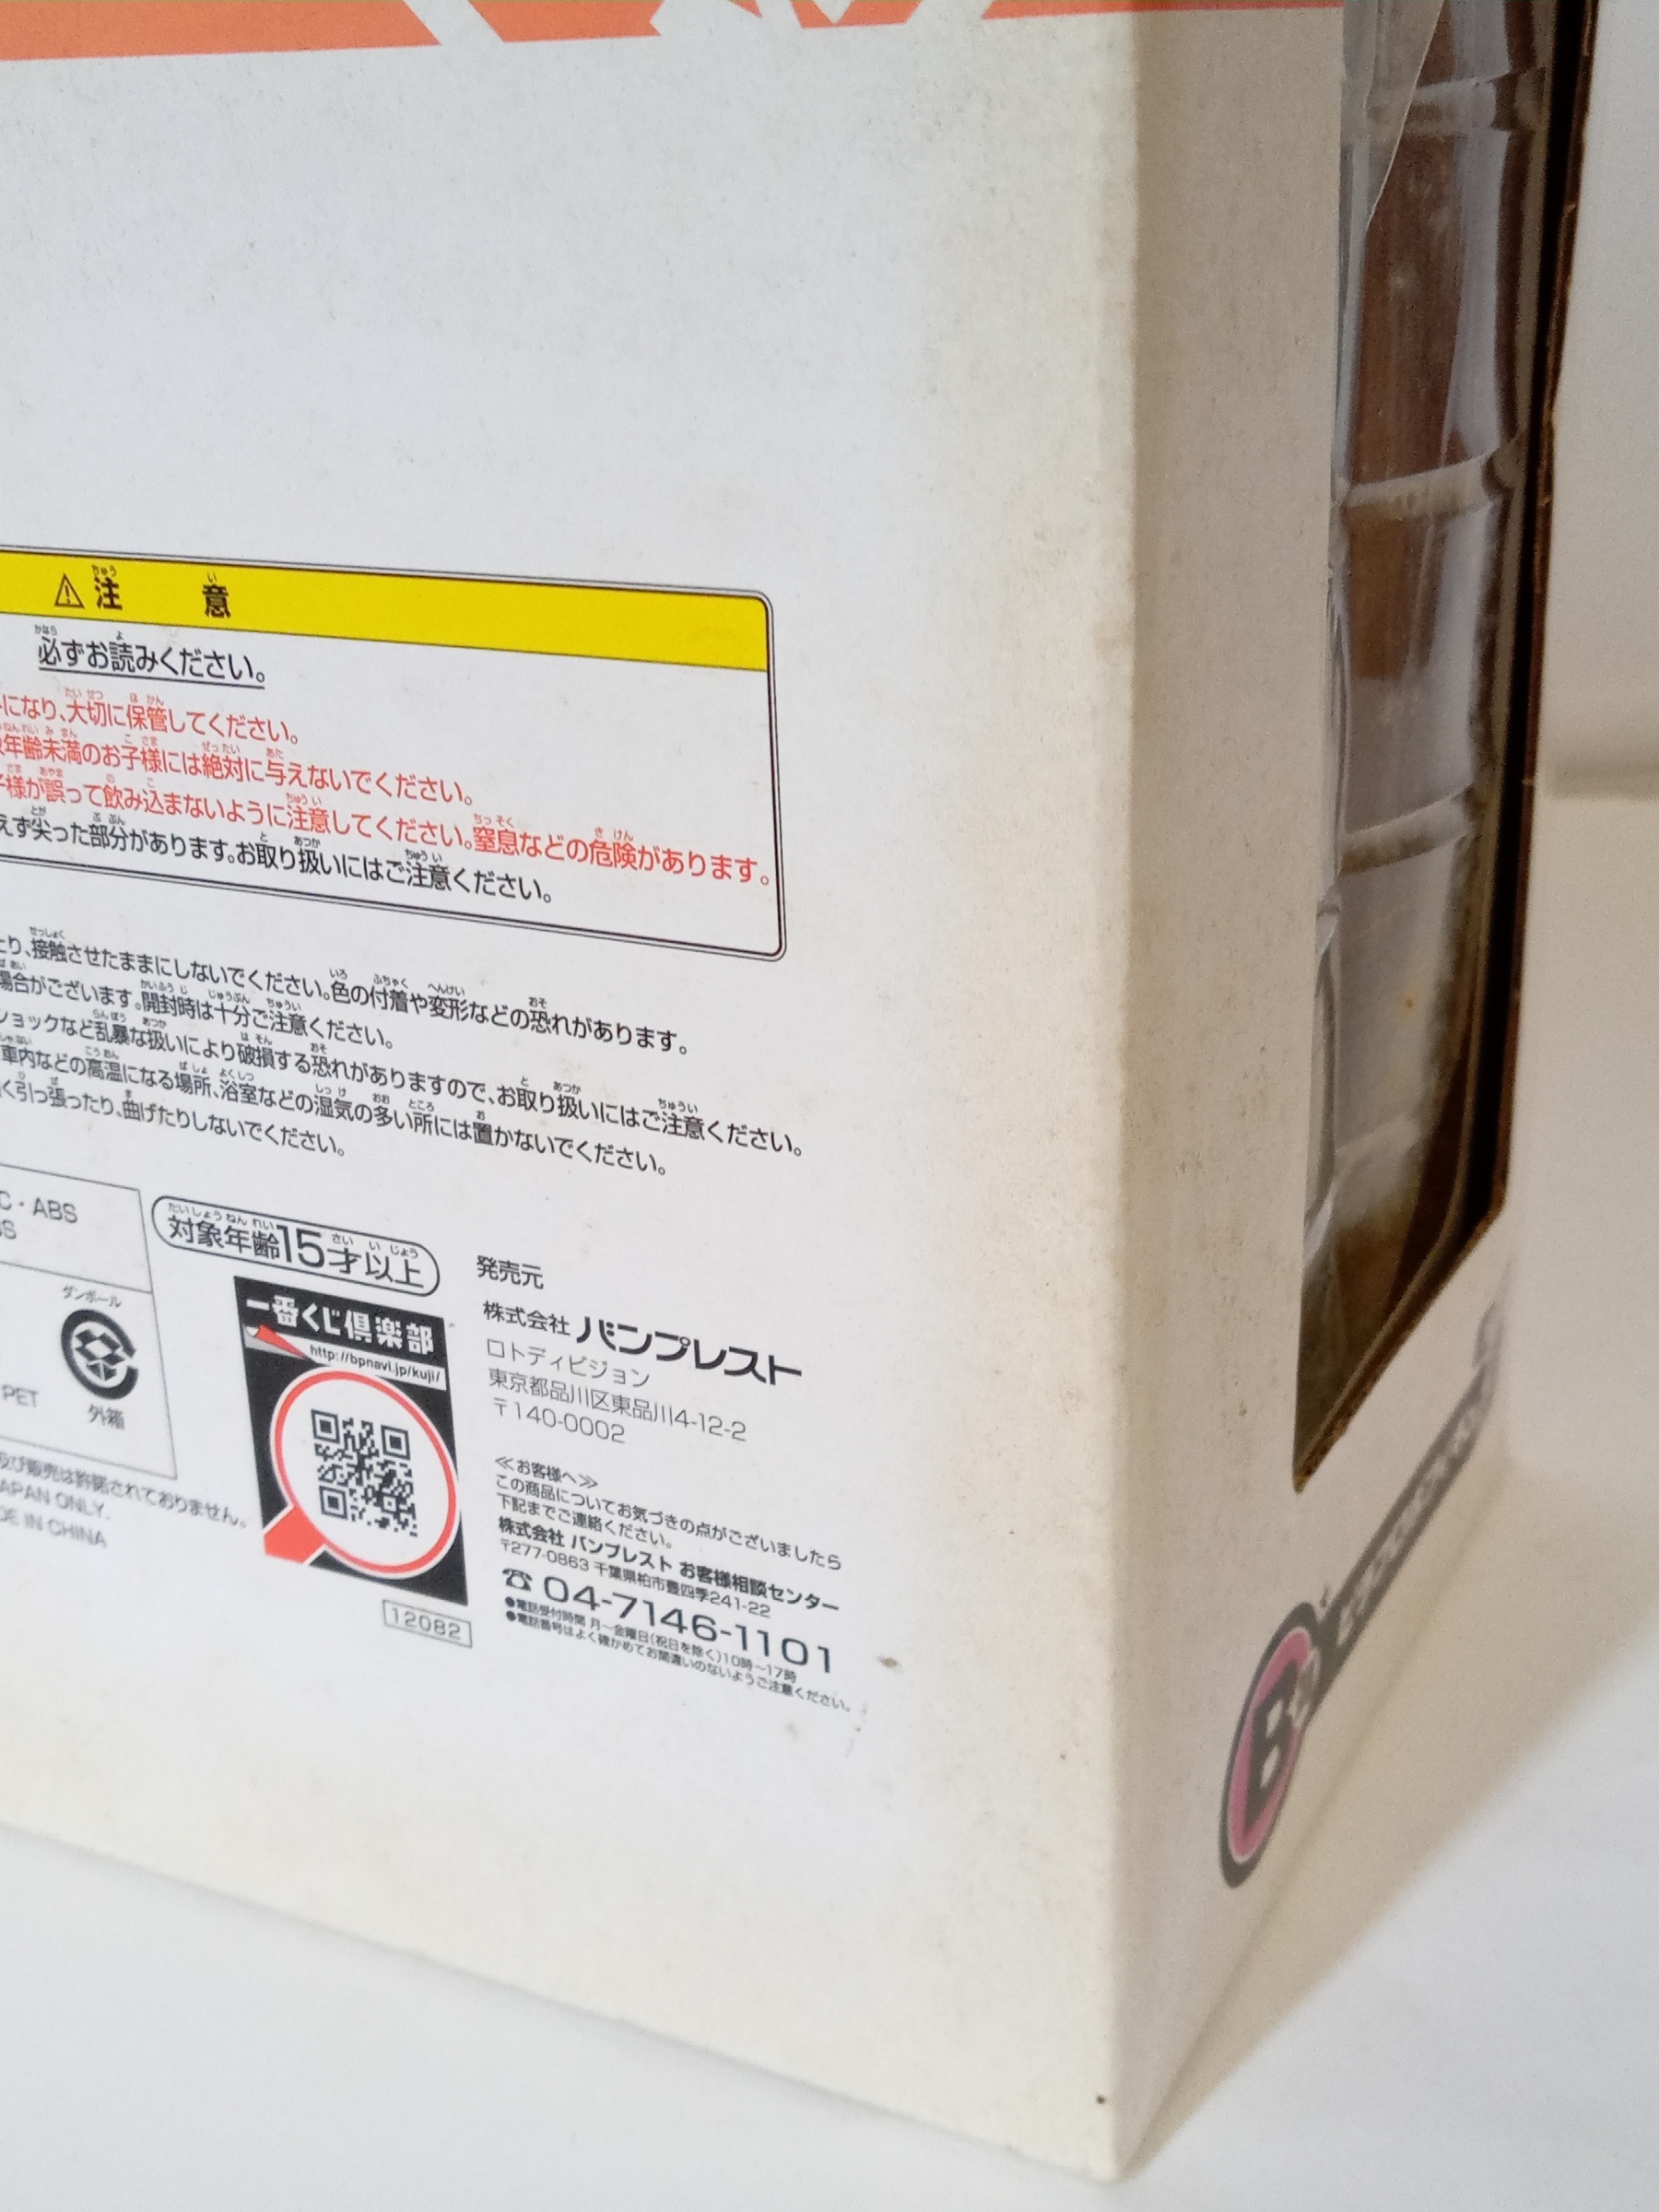 注意
必ずお読みください。
になり、大切に保管してください。
年齢未満のお子様には絶対に与えないでください。
様が誤って飲み込まないように注意してください。窒息などの危険があります。
えず尖った部分があります。お取り扱いにはご注意ください。
り、接触させたままにしないでください。色の付着や変形などの恐れがあります。
場合がございます。開封時は十分ご注意ください。
ショックなど乱暴な扱いにより破損する恐れがありますので、お取り扱いにはご注意ください。
車内などの高温になる場所、浴室などの湿気の多い所には置かないでください。
く引っ張ったり、曲げたりしないでください。
C・ABS
対象年齢15才以上
ダンボール
外箱
PET
及び販売は許諾されておりません。
JAPAN ONLY.
DE IN CHINA
一番くじ倶楽部
http://bpnavi.jp/kuji/
12082
発売元
株式会社 バンプレスト
ロトディビジョン
東京都品川区東品川4-12-2
〒140-0002
≪お客様へ≫
この商品についてお気づきの点がございましたら
下記までご連絡ください。
株式会社 バンプレスト お客様相談センター
〒277-0863 千葉県柏市豊四季241-22
☎ 04-7146-1101
●電話受付時間 月〜金曜日(祝日を除く)10時〜17時
●電話番号はよく確かめてお間違いのないようご注意ください。
B